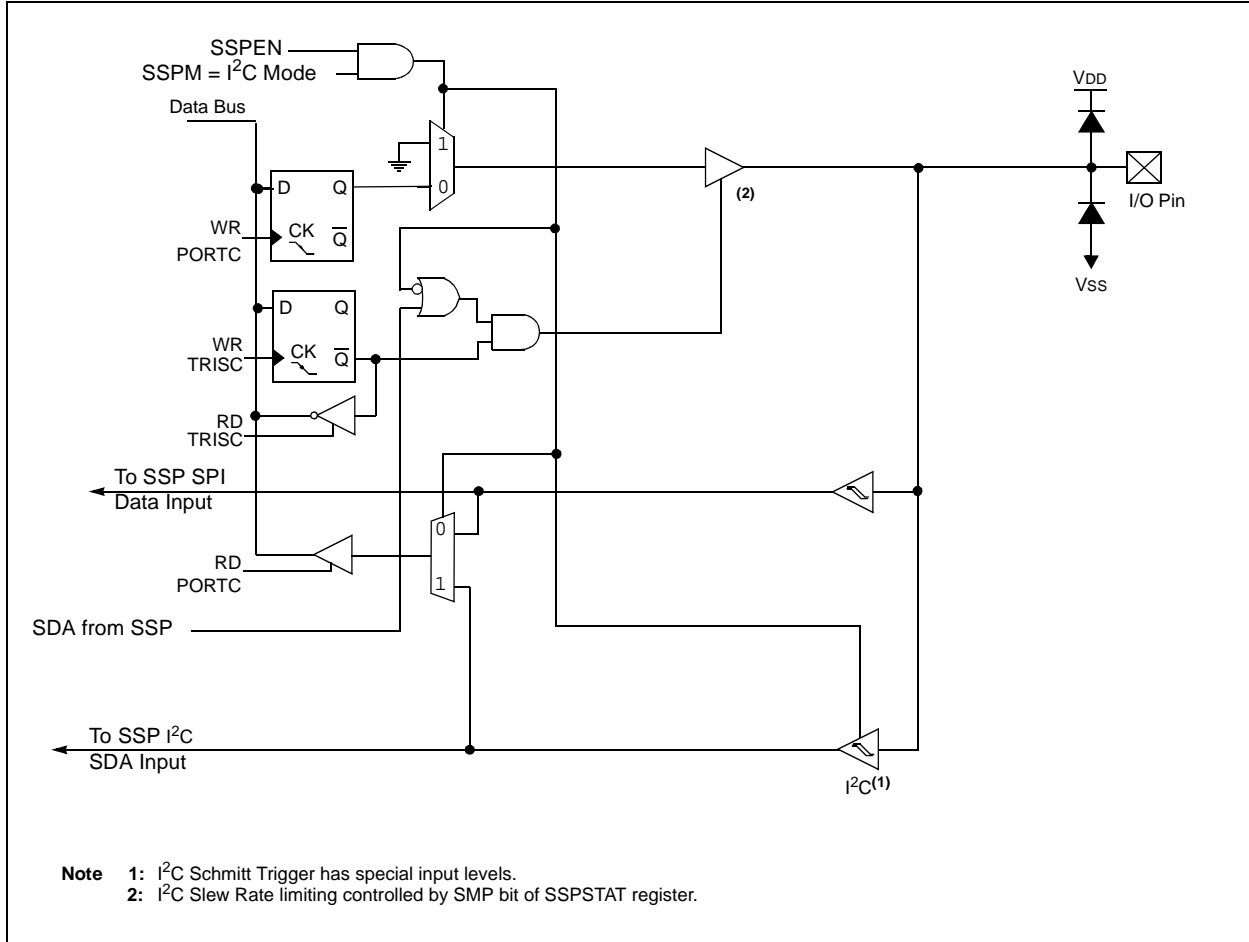 SSPEN
SSPM = I²C Mode
Data Bus
VDD
1
0
(2)
I/O Pin
D Q
WR
PORTC
CK Q̅
VSS
D Q
WR
TRISC
CK Q̅
RD
TRISC
To SSP SPI
Data Input
0
RD
PORTC
1
SDA from SSP
To SSP I²C
SDA Input
I²C(1)
Note 1: I²C Schmitt Trigger has special input levels.
2: I²C Slew Rate limiting controlled by SMP bit of SSPSTAT register.